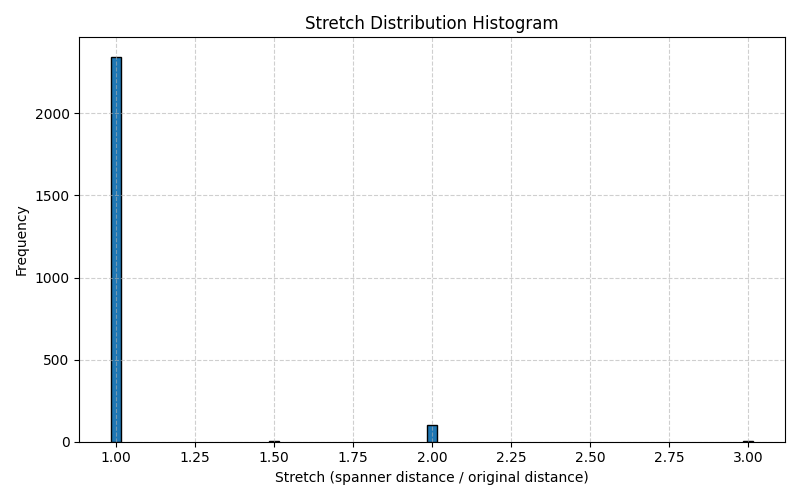 Stretch Distribution Histogram
Frequency
2000
1500
1000
500
0
1.00 1.25 1.50 1.75 2.00 2.25 2.50 2.75 3.00
Stretch (spanner distance / original distance)